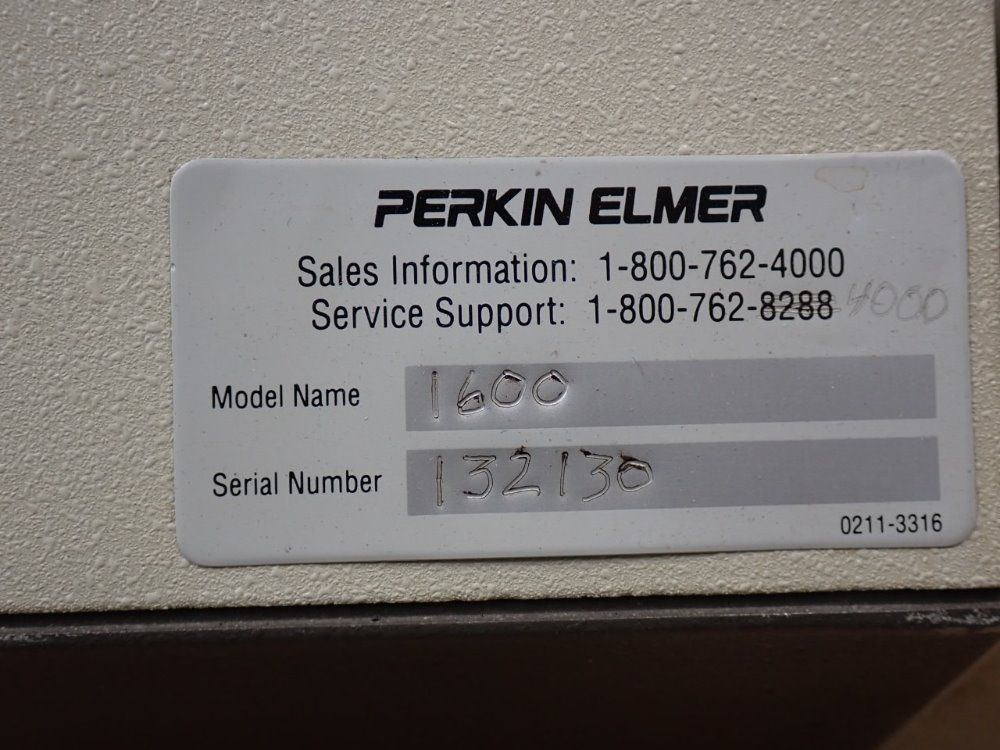 PERKIN ELMER
Sales Information: 1-800-762-4000
Service Support: 1-800-762-8288 4000
Model Name 1600
Serial Number 132130
0211-3316